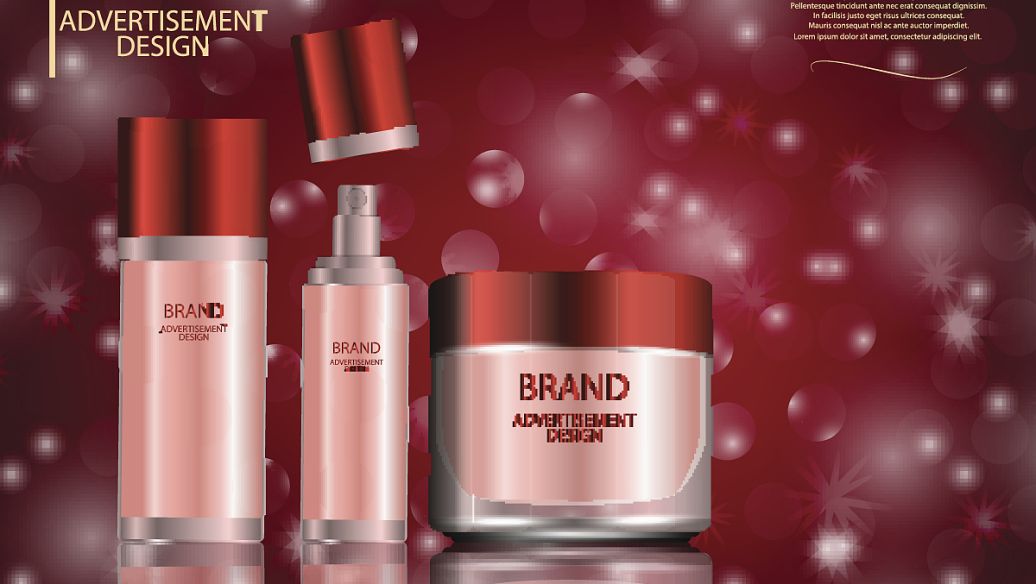 ADVERTISEMENT
DESIGN
Pellentesque tincidunt ante nec erat consequat dignissim.
In facilisis justo eget risus ultrices consequat.
Mauris consequat nisl ac ante auctor imperdiet.
Lorem ipsum dolor sit amet, consectetur adipiscing elit.
BRAND
ADVERTISEMENT
DESIGN
BRAND
ADVERTISEMENT
BRAND
ADVERTISEMENT
DESIGN